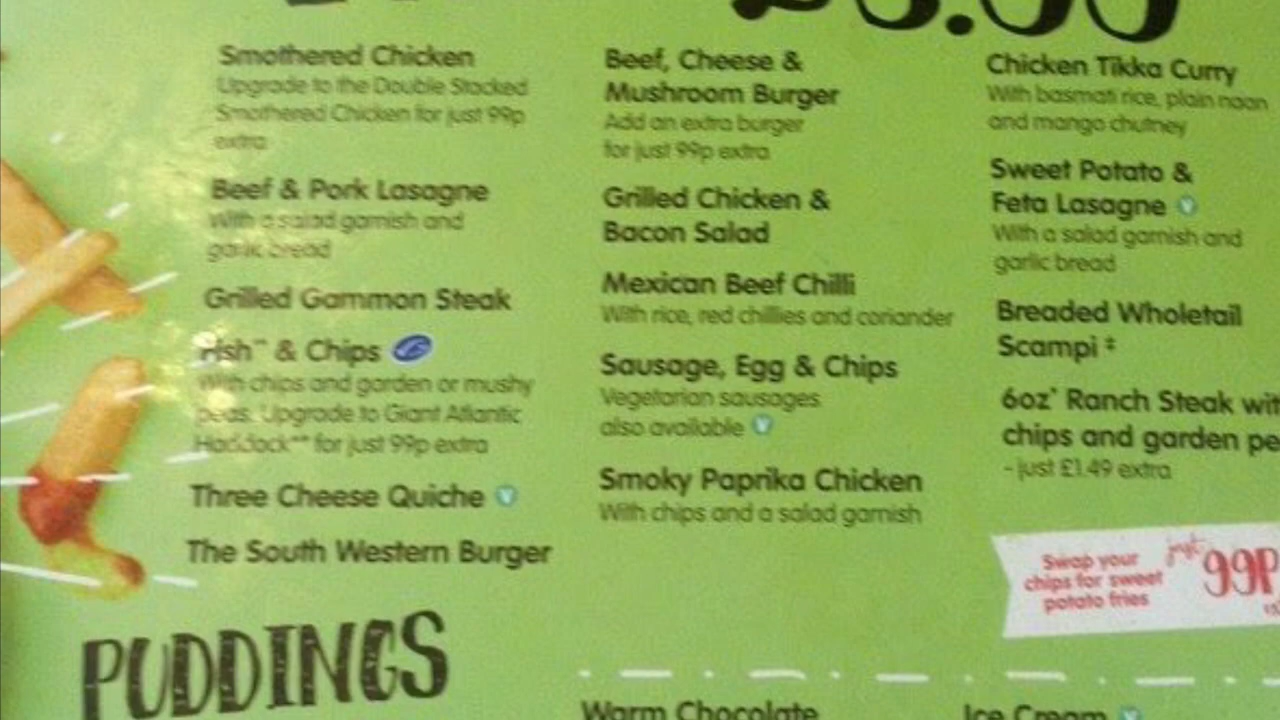 Smothered Chicken
Upgrade to the Double Stacked
Smothered Chicken for just 99p
extra
Beef & Pork Lasagne
With a salad garnish and
garlic bread
Grilled Gammon Steak
Fish~ & Chips
With chips and garden or mushy
peas. Upgrade to Giant Atlantic
Haddock** for just 99p extra
Three Cheese Quiche V
The South Western Burger
Beef, Cheese &
Mushroom Burger
Add an extra burger
for just 99p extra
Grilled Chicken &
Bacon Salad
Mexican Beef Chilli
With rice, red chillies and coriander
Sausage, Egg & Chips
Vegetarian sausages
also available V
Smoky Paprika Chicken
With chips and a salad garnish
Chicken Tikka Curry
With basmati rice, plain naan
and mango chutney
Sweet Potato &
Feta Lasagne V
With a salad garnish and
garlic bread
Breaded Wholetail
Scampi ‡
6oz* Ranch Steak wit
chips and garden pe
- just £1.49 extra
Swap your
chips for sweet
potato fries
just
99P
PUDDINGS
Warm Chocolate
Ice Cream V